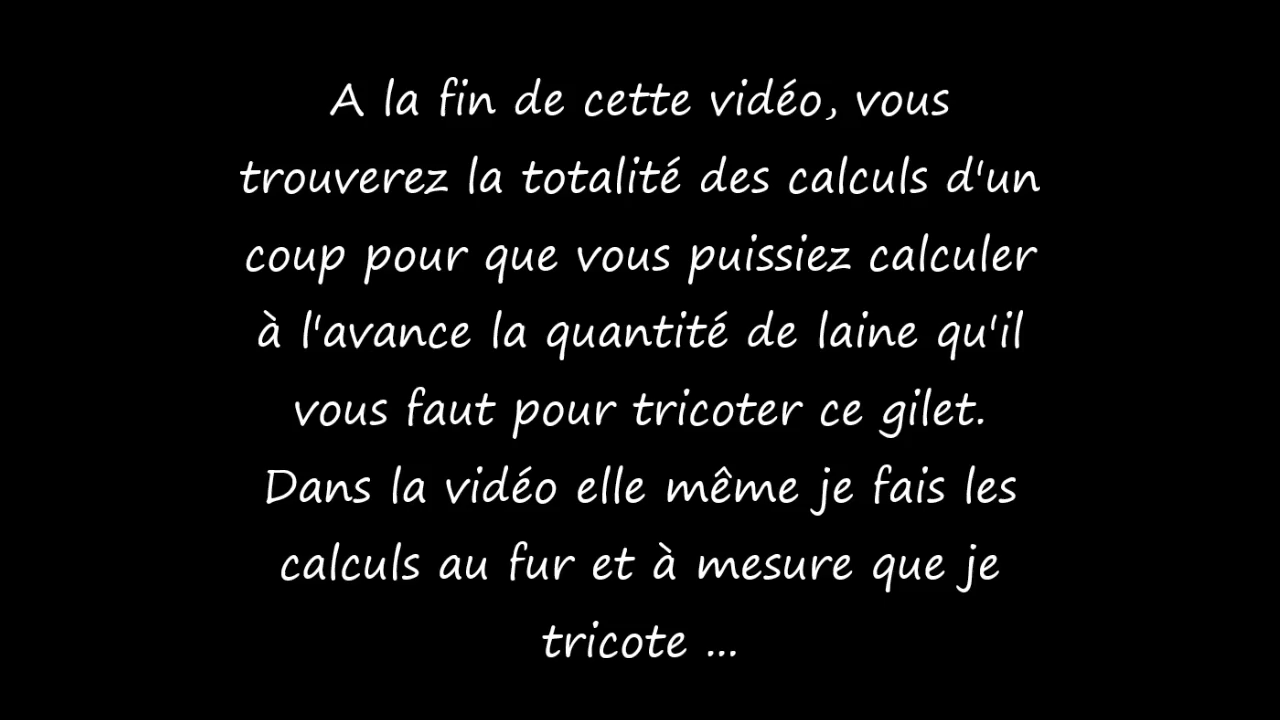 A la fin de cette vidéo, vous
trouverez la totalité des calculs d'un
coup pour que vous puissiez calculer
à l'avance la quantité de laine qu'il
vous faut pour tricoter ce gilet.
Dans la vidéo elle même je fais les
calculs au fur et à mesure que je
tricote ...